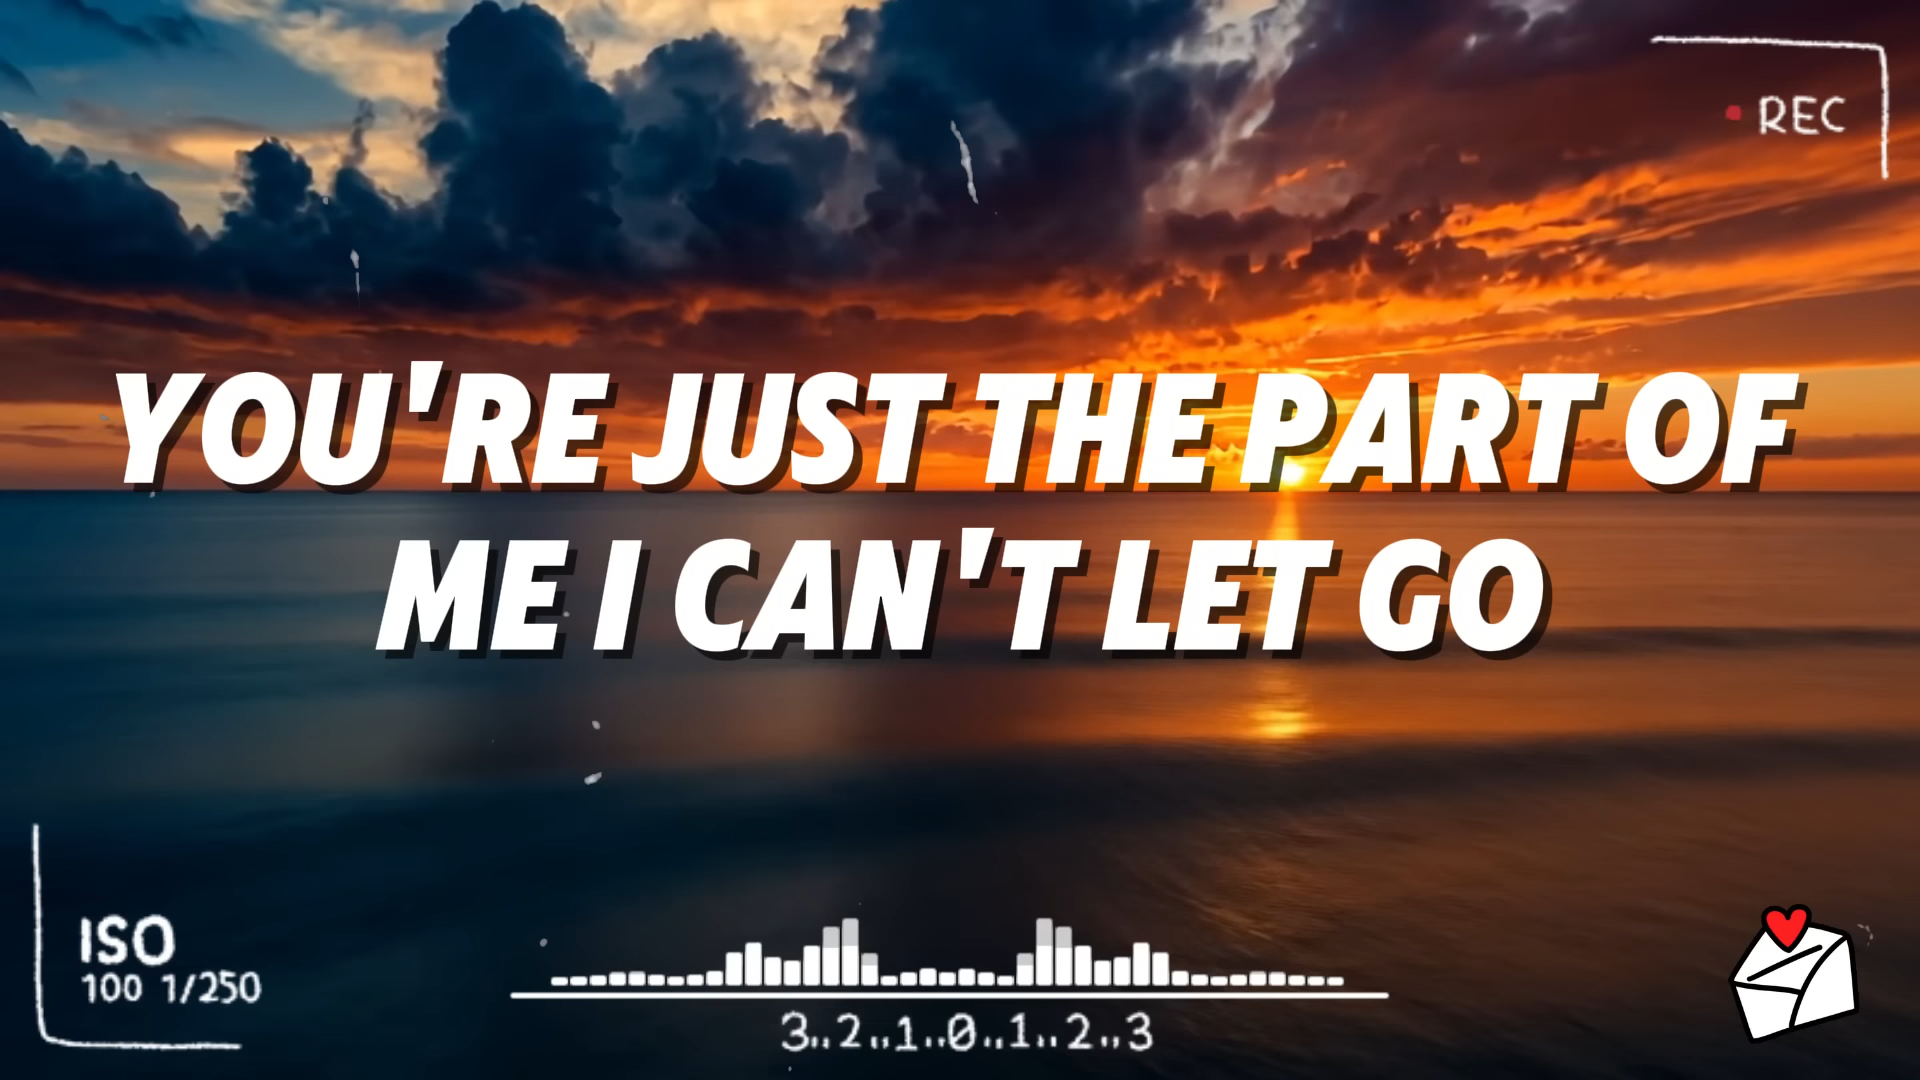 REC
YOU'RE JUST THE PART OF
ME I CAN'T LET GO
ISO
100 1/250
3..2..1..0..1..2..3